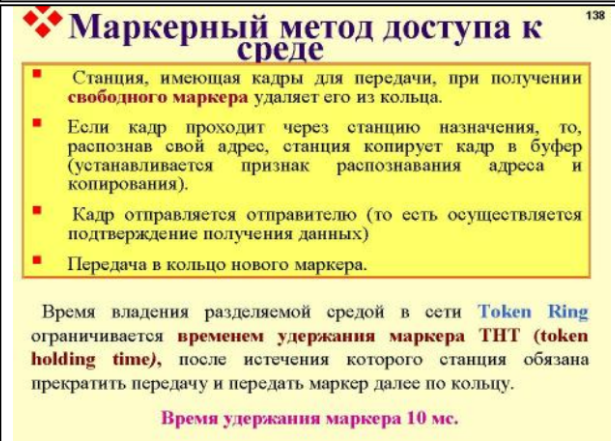 138
Маркерный метод доступа к
среде
Станция, имеющая кадры для передачи, при получении
свободного маркера удаляет его из кольца.
Если кадр проходит через станцию назначения, то,
распознав свой адрес, станция копирует кадр в буфер
(устанавливается признак распознавания адреса и
копирования).
Кадр отправляется отправителю (то есть осуществляется
подтверждение получения данных)
Передача в кольцо нового маркера.
Время владения разделяемой средой в сети Token Ring
ограничивается временем удержания маркера THT (token
holding time), после истечения которого станция обязана
прекратить передачу и передать маркер далее по кольцу.
Время удержания маркера 10 мс.